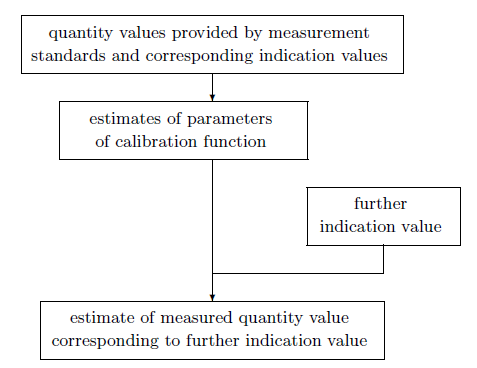 quantity values provided by measurement
standards and corresponding indication values
estimates of parameters
of calibration function
further
indication value
estimate of measured quantity value
corresponding to further indication value